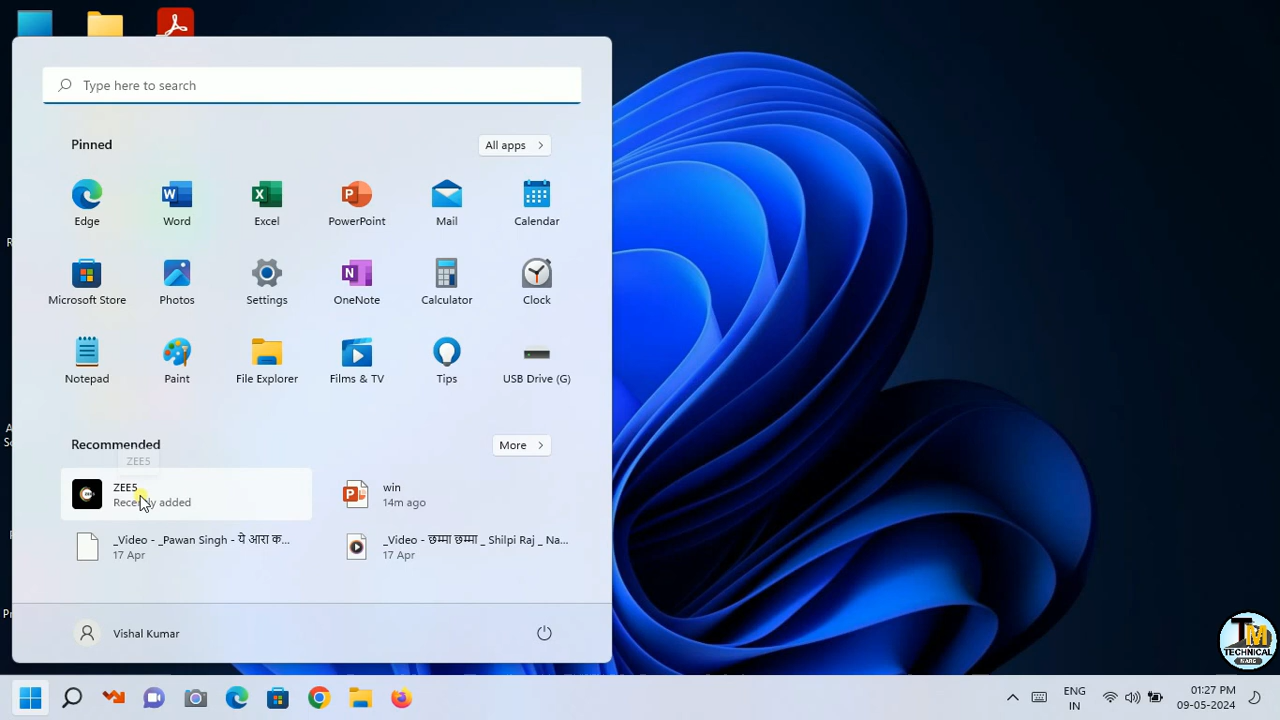 Type here to search
Pinned
All apps
Edge
Word
Excel
PowerPoint
Mail
Calendar
Microsoft Store
Photos
Settings
OneNote
Calculator
Clock
Notepad
Paint
File Explorer
Films & TV
Tips
USB Drive (G)
Recommended
More
ZEE5
ZEE5
Recently added
win
14m ago
_Video - _Pawan Singh - ये आरा क...
17 Apr
_Video - छम्मा छम्मा _ Shilpi Raj _ Na...
17 Apr
Vishal Kumar
ENG
IN
01:27 PM
09-05-2024
TM
TECHNICAL